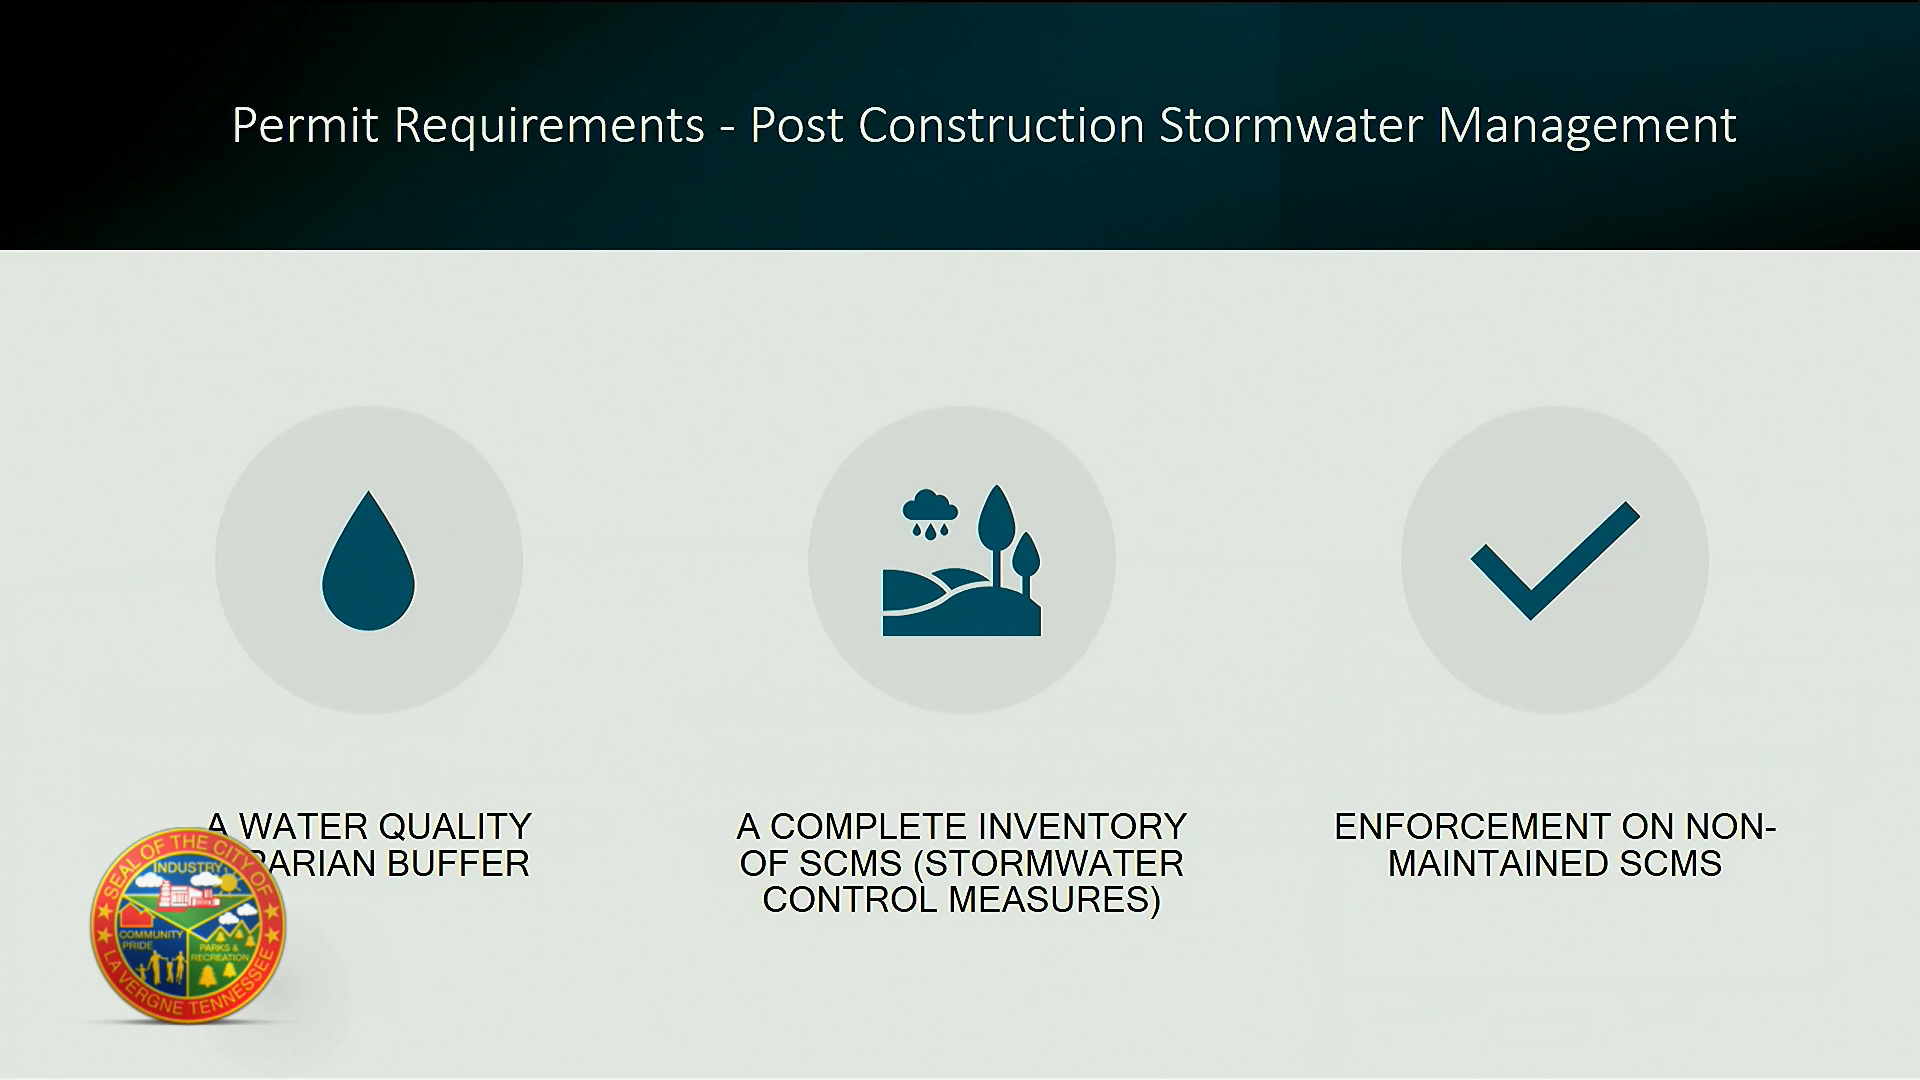 Permit Requirements - Post Construction Stormwater Management
A WATER QUALITY
BUFFER
A COMPLETE INVENTORY
OF SCMS (STORMWATER
CONTROL MEASURES)
ENFORCEMENT ON NON-
MAINTAINED SCMS
SEAL OF THE CITY OF
LA VERGNE TENNESSEE
INDUSTRY
COMMUNITY
PRIDE
PARKS &
RECREATION